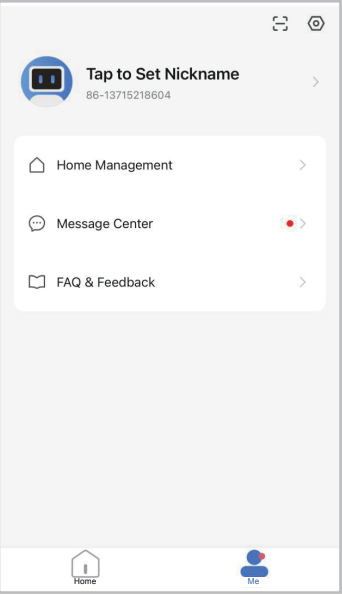 Tap to Set Nickname
86-13715218604
Home Management
Message Center
FAQ & Feedback
Home
Me